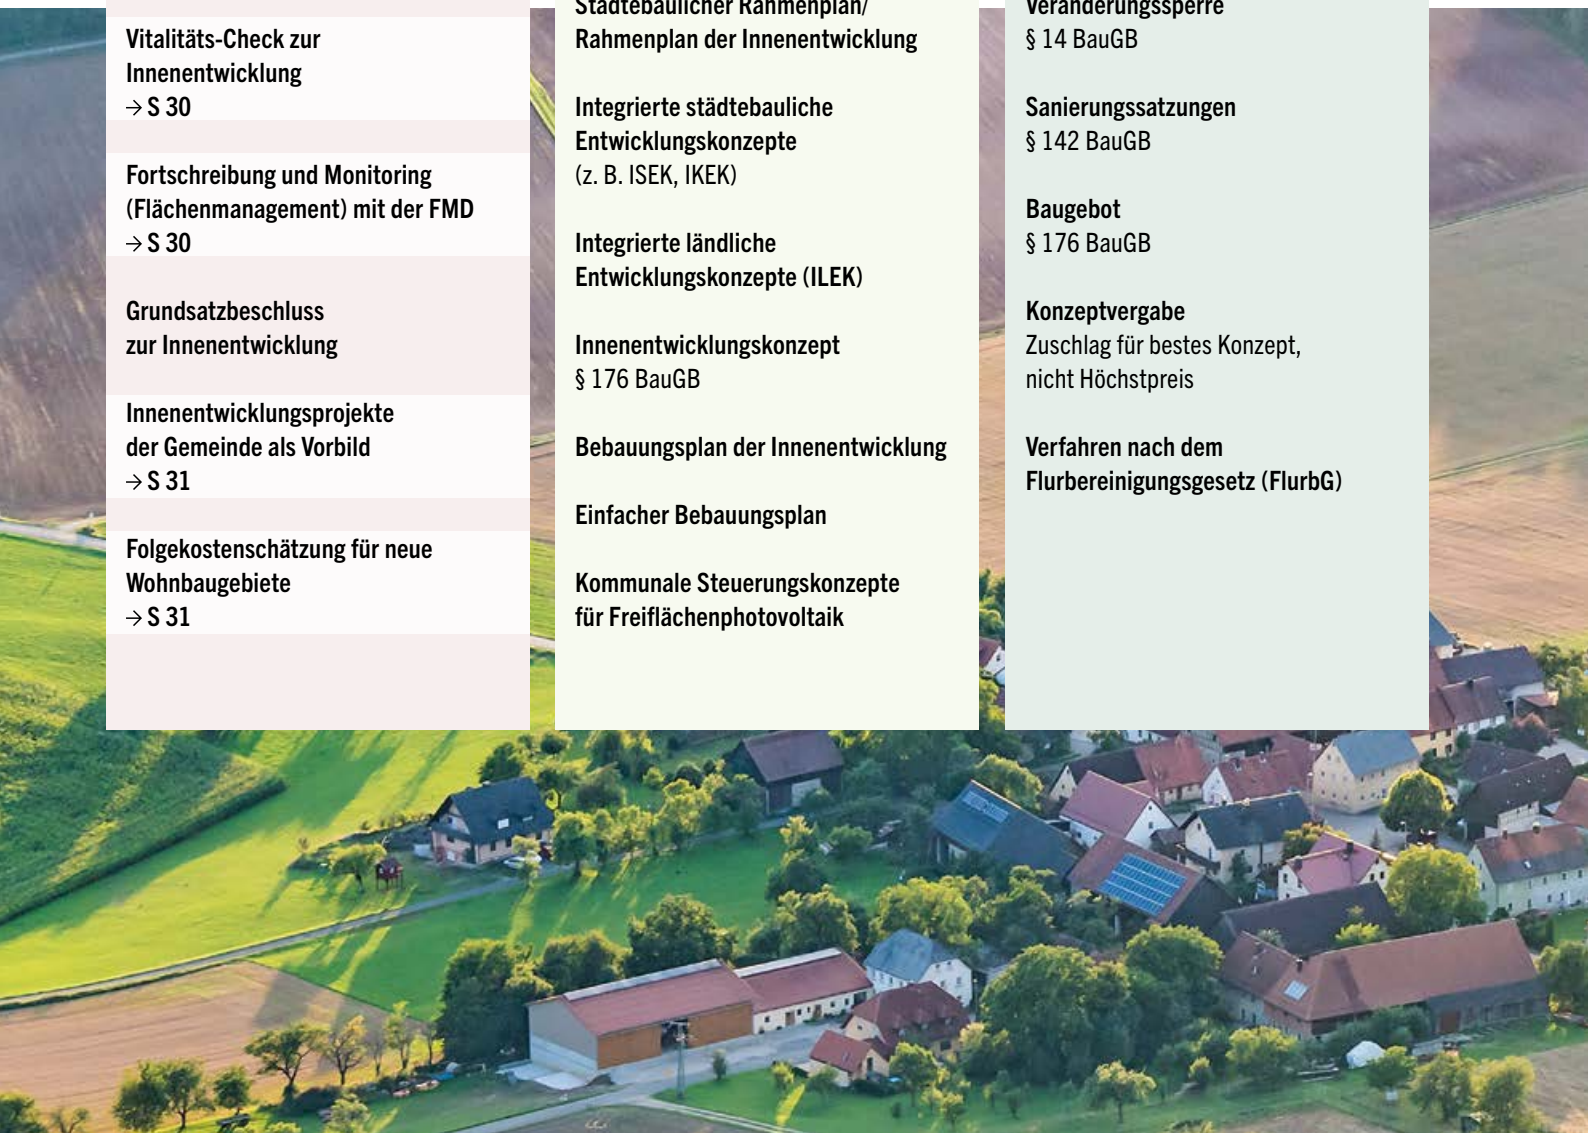 Vitalitäts-Check zur
Innenentwicklung
→ S 30
Fortschreibung und Monitoring
(Flächenmanagement) mit der FMD
→ S 30
Grundsatzbeschluss
zur Innenentwicklung
Innenentwicklungsprojekte
der Gemeinde als Vorbild
→ S 31
Folgekostenschätzung für neue
Wohnbaugebiete
→ S 31
Städtebaulicher Rahmenplan/
Rahmenplan der Innenentwicklung
Integrierte städtebauliche
Entwicklungskonzepte
(z. B. ISEK, IKEK)
Integrierte ländliche
Entwicklungskonzepte (ILEK)
Innenentwicklungskonzept
§ 176 BauGB
Bebauungsplan der Innenentwicklung
Einfacher Bebauungsplan
Kommunale Steuerungskonzepte
für Freiflächenphotovoltaik
Veränderungssperre
§ 14 BauGB
Sanierungssatzungen
§ 142 BauGB
Baugebot
§ 176 BauGB
Konzeptvergabe
Zuschlag für bestes Konzept,
nicht Höchstpreis
Verfahren nach dem
Flurbereinigungsgesetz (FlurbG)